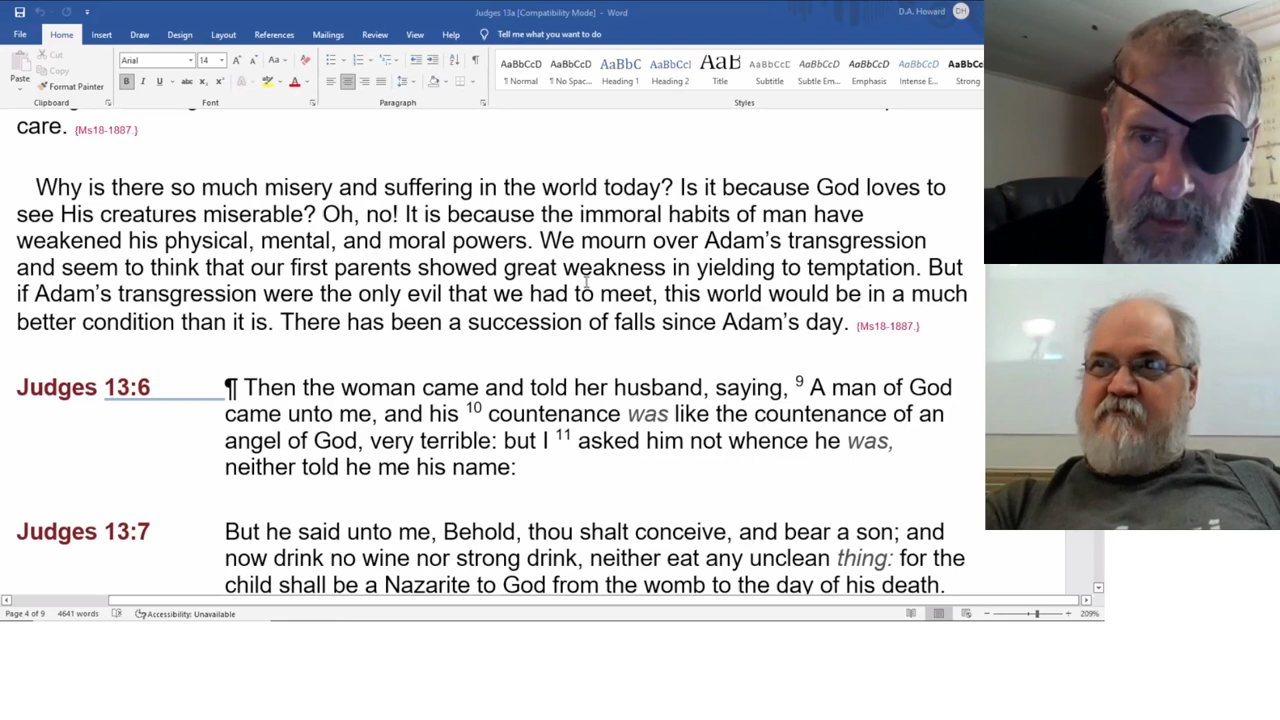 Judges 13a [Compatibility Mode] - Word
D.A. Howard
DH
File Home Insert Draw Design Layout References Mailings Review View Help Tell me what you want to do
Cut
Copy
Format Painter
Paste
Clipboard
Arial 14
Font
Paragraph
AaBbCcD AaBbCcD AaBbC AaBbCcI AaB AaBbCcD AaBbCcD AaBbCcD AaBbCcD AaBbCc
¶ Normal ¶ No Spac... Heading 1 Heading 2 Title Subtitle Subtle Em... Emphasis Intense E... Strong
Styles
care. {Ms18-1887.}
Why is there so much misery and suffering in the world today? Is it because God loves to
see His creatures miserable? Oh, no! It is because the immoral habits of man have
weakened his physical, mental, and moral powers. We mourn over Adam’s transgression
and seem to think that our first parents showed great weakness in yielding to temptation. But
if Adam’s transgression were the only evil that we had to meet, this world would be in a much
better condition than it is. There has been a succession of falls since Adam’s day. {Ms18-1887.}
Judges 13:6 ¶ Then the woman came and told her husband, saying, 9 A man of God
came unto me, and his 10 countenance was like the countenance of an
angel of God, very terrible: but I 11 asked him not whence he was,
neither told he me his name:
Judges 13:7 But he said unto me, Behold, thou shalt conceive, and bear a son; and
now drink no wine nor strong drink, neither eat any unclean thing: for the
child shall be a Nazarite to God from the womb to the day of his death.
Page 4 of 9 4641 words Accessibility: Unavailable 209%